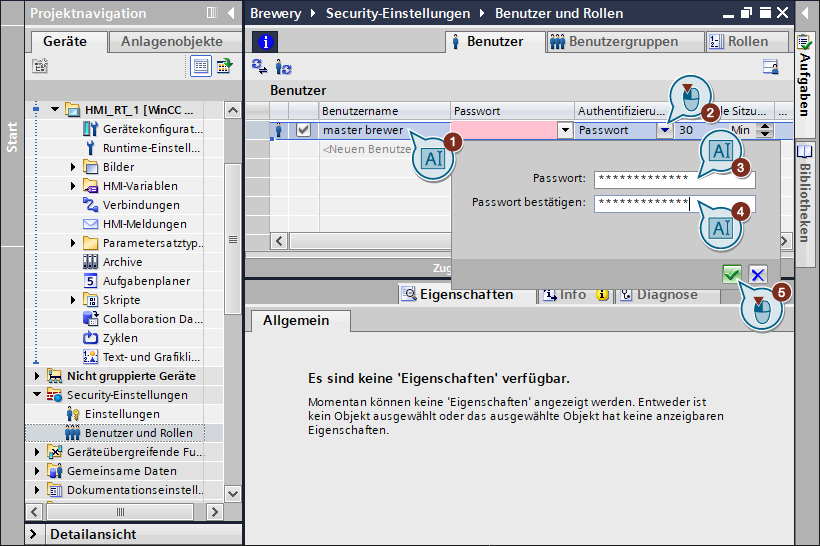 Projektnavigation
Brewery
Security-Einstellungen
Benutzer und Rollen
Geräte
Anlagenobjekte
Benutzer
Benutzergruppen
Rollen
Start
Aufgaben
Bibliotheken
HMI_RT_1 [WinCC ...
Gerätekonfigurat...
Runtime-Einstell...
Bilder
HMI-Variablen
Verbindungen
HMI-Meldungen
Parametersatztyp...
Archive
Aufgabenplaner
Skripte
Collaboration Da...
Zyklen
Text- und Grafikli...
Nicht gruppierte Geräte
Security-Einstellungen
Einstellungen
Benutzer und Rollen
Geräteübergreifende Fu...
Gemeinsame Daten
Dokumentationseinstell...
Detailansicht
Benutzer
Benutzername
Passwort
Authentifizieru...
le Sitzu...
...
master brewer
Passwort
30
Min
<Neuen Benutze
1
2
3
4
5
AI
AI
AI
Passwort:
*************
Passwort bestätigen:
*************
Zug
Eigenschaften
Info
Diagnose
Allgemein
Es sind keine 'Eigenschaften' verfügbar.
Momentan können keine 'Eigenschaften' angezeigt werden. Entweder ist
kein Objekt ausgewählt oder das ausgewählte Objekt hat keine anzeigbaren
Eigenschaften.